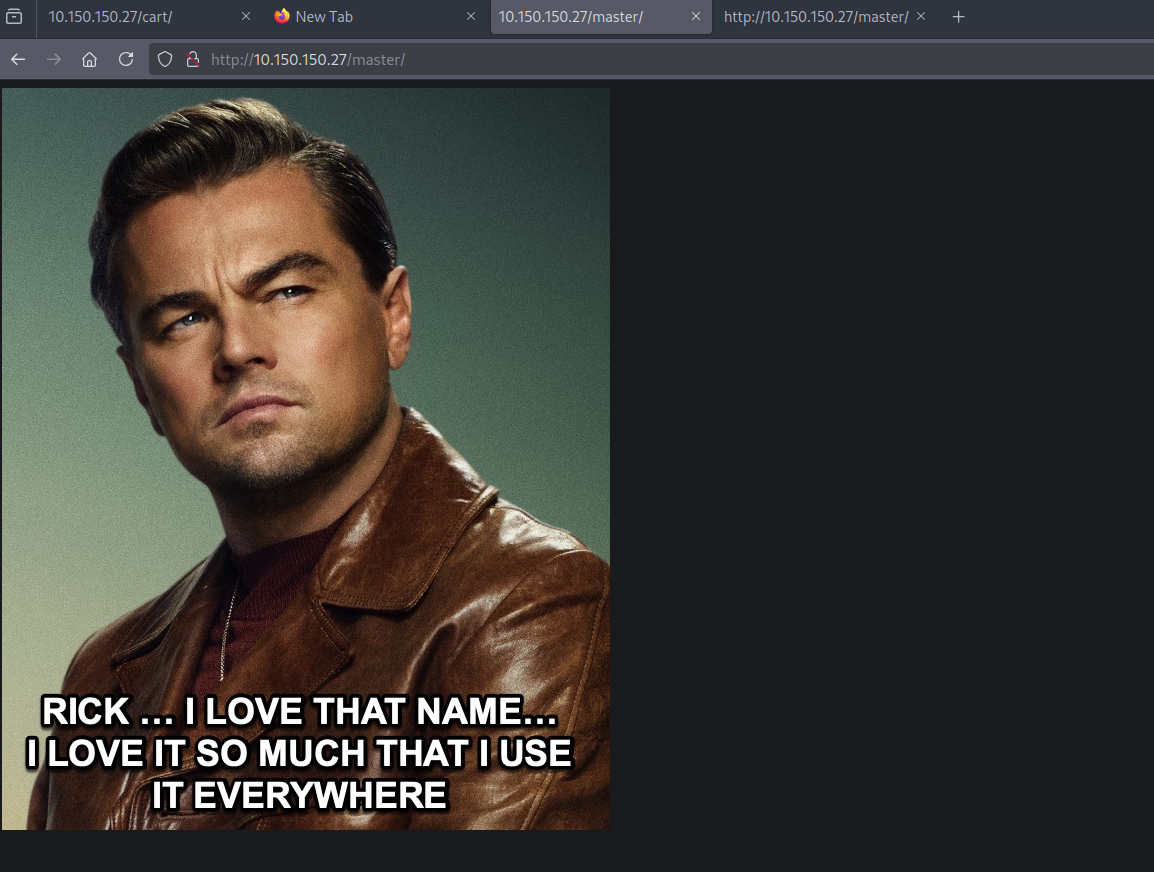 10.150.150.27/cart/
New Tab
10.150.150.27/master/
http://10.150.150.27/master/
http://10.150.150.27/master/
RICK ... I LOVE THAT NAME...
I LOVE IT SO MUCH THAT I USE
IT EVERYWHERE